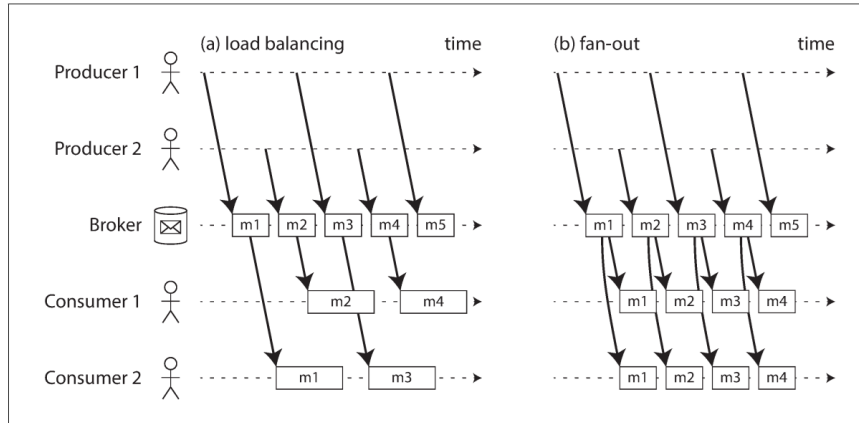 (a) load balancing time (b) fan-out time
Producer 1
Producer 2
Broker m1 m2 m3 m4 m5 m1 m2 m3 m4 m5
Consumer 1 m2 m4 m1 m2 m3 m4
Consumer 2 m1 m3 m1 m2 m3 m4